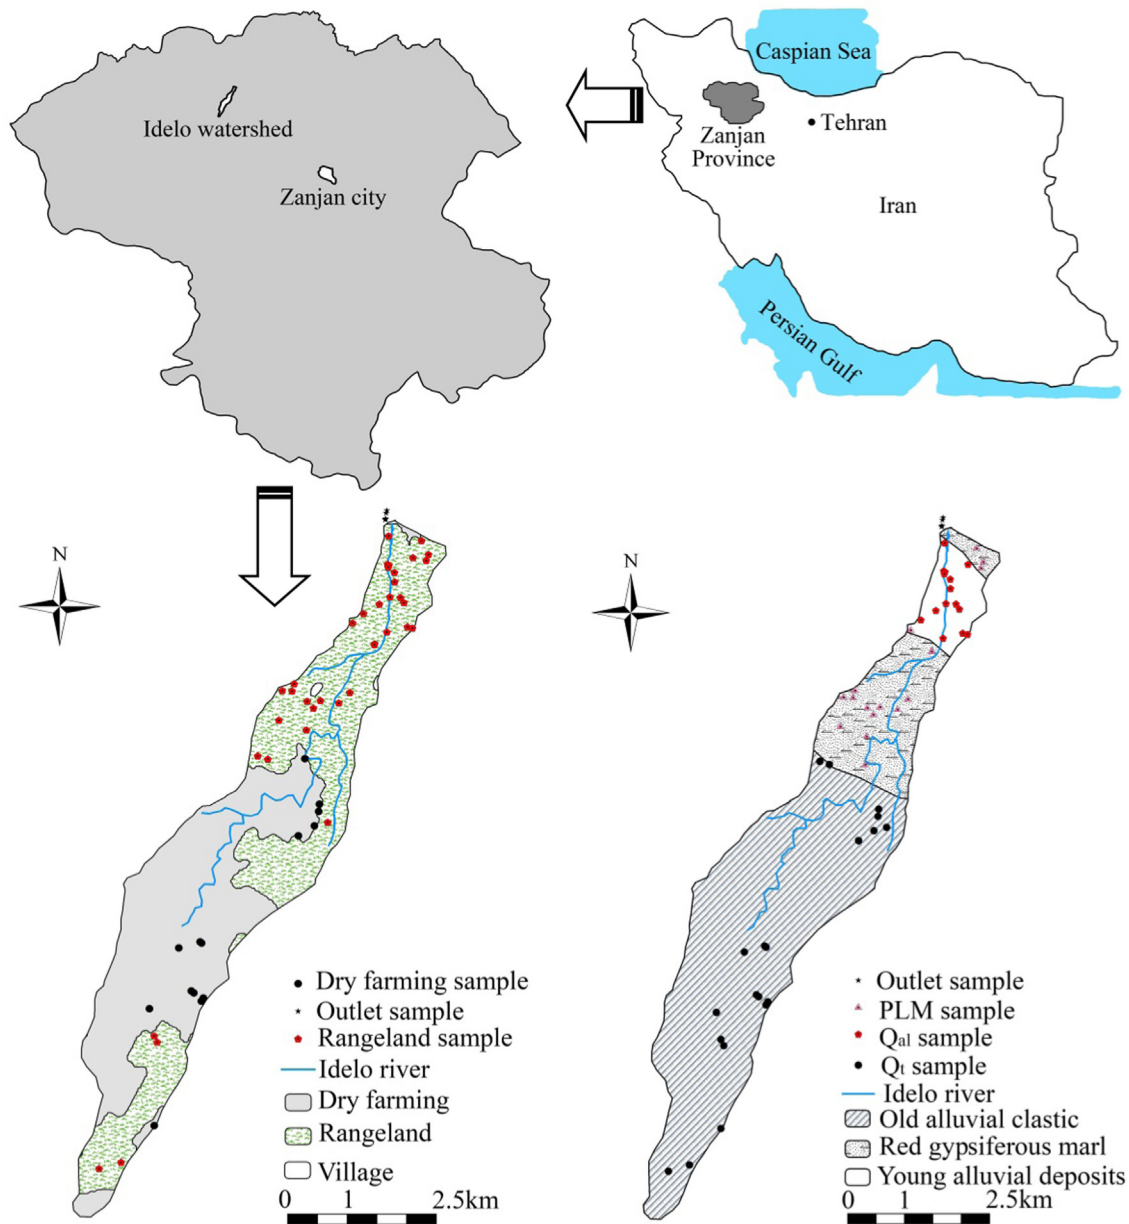 Idelo watershed
Zanjan city
Caspian Sea
Tehran
Zanjan
Province
Iran
Persian Gulf
N
Dry farming sample
Outlet sample
Rangeland sample
Idelo river
Dry farming
Rangeland
Village
0 1 2.5km
N
Outlet sample
PLM sample
Qal sample
Qt sample
Idelo river
Old alluvial clastic
Red gypsiferous marl
Young alluvial deposits
0 1 2.5km